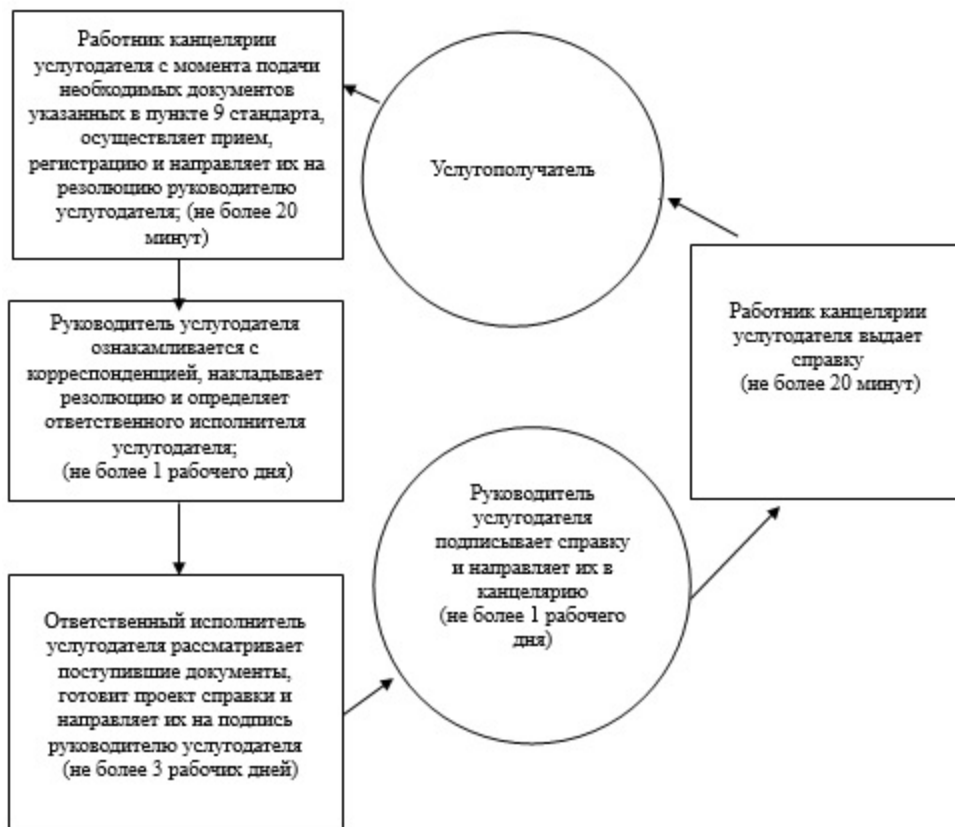 Работник канцелярии
услугодателя с момента подачи
необходимых документов
указанных в пункте 9 стандарта,
осуществляет прием,
регистрацию и направляет их на
резолюцию руководителю
услугодателя; (не более 20
минут)
Услугополучатель
Руководитель услугодателя
ознакамливается с
корреспонденцией, накладывает
резолюцию и определяет
ответственного исполнителя
услугодателя;
(не более 1 рабочего дня)
Работник канцелярии
услугодателя выдает
справку
(не более 20 минут)
Руководитель
услугодателя
подписывает справку
и направляет их в
канцелярию
(не более 1 рабочего
дня)
Ответственный исполнитель
услугодателя рассматривает
поступившие документы,
готовит проект справки и
направляет их на подпись
руководителю услугодателя
(не более 3 рабочих дней)